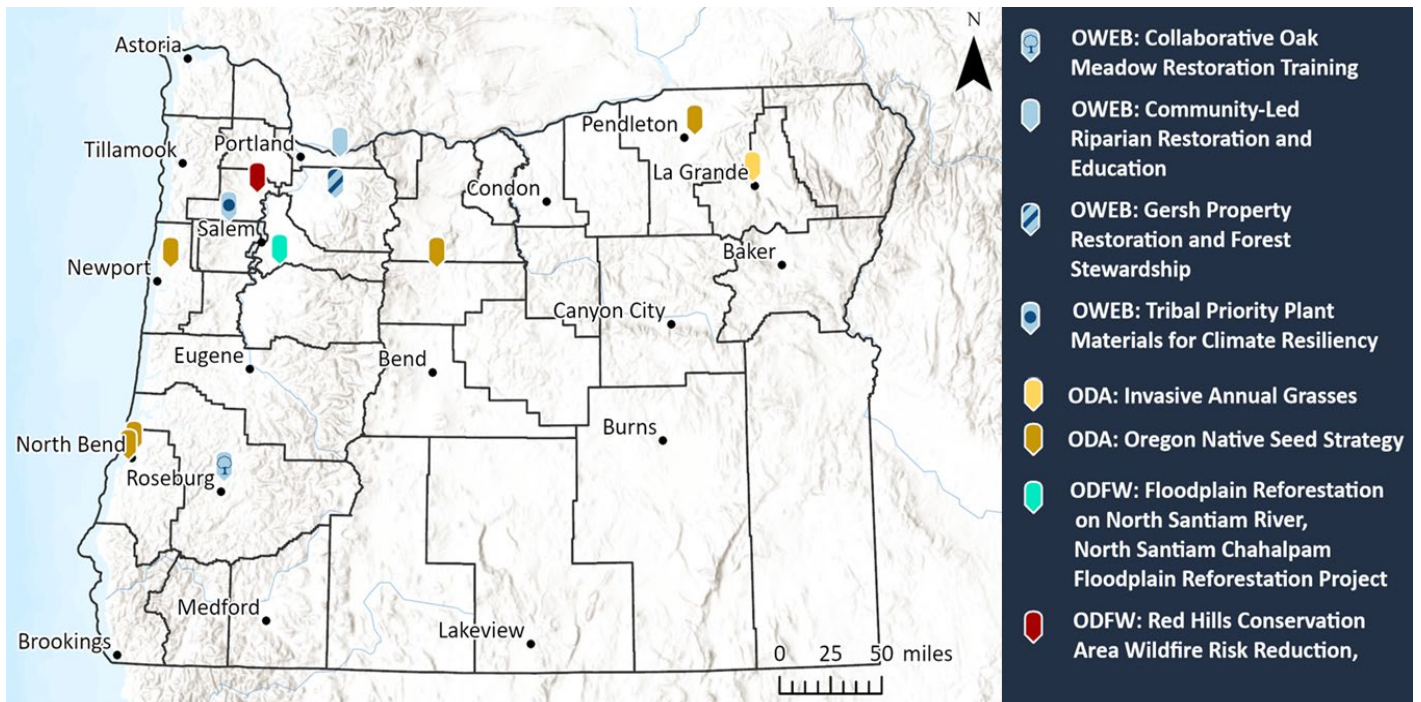 N
Astoria
Pendleton
Portland
Tillamook
La Grande
Condon
Salem
Baker
Newport
Canyon City
Eugene
Bend
Burns
North Bend
Roseburg
Medford
Lakeview
Brookings
0 25 50 miles
OWEB: Collaborative Oak
Meadow Restoration Training
OWEB: Community-Led
Riparian Restoration and
Education
OWEB: Gersh Property
Restoration and Forest
Stewardship
OWEB: Tribal Priority Plant
Materials for Climate Resiliency
ODA: Invasive Annual Grasses
ODA: Oregon Native Seed Strategy
ODFW: Floodplain Reforestation
on North Santiam River,
North Santiam Chahalpam
Floodplain Reforestation Project
ODFW: Red Hills Conservation
Area Wildfire Risk Reduction,